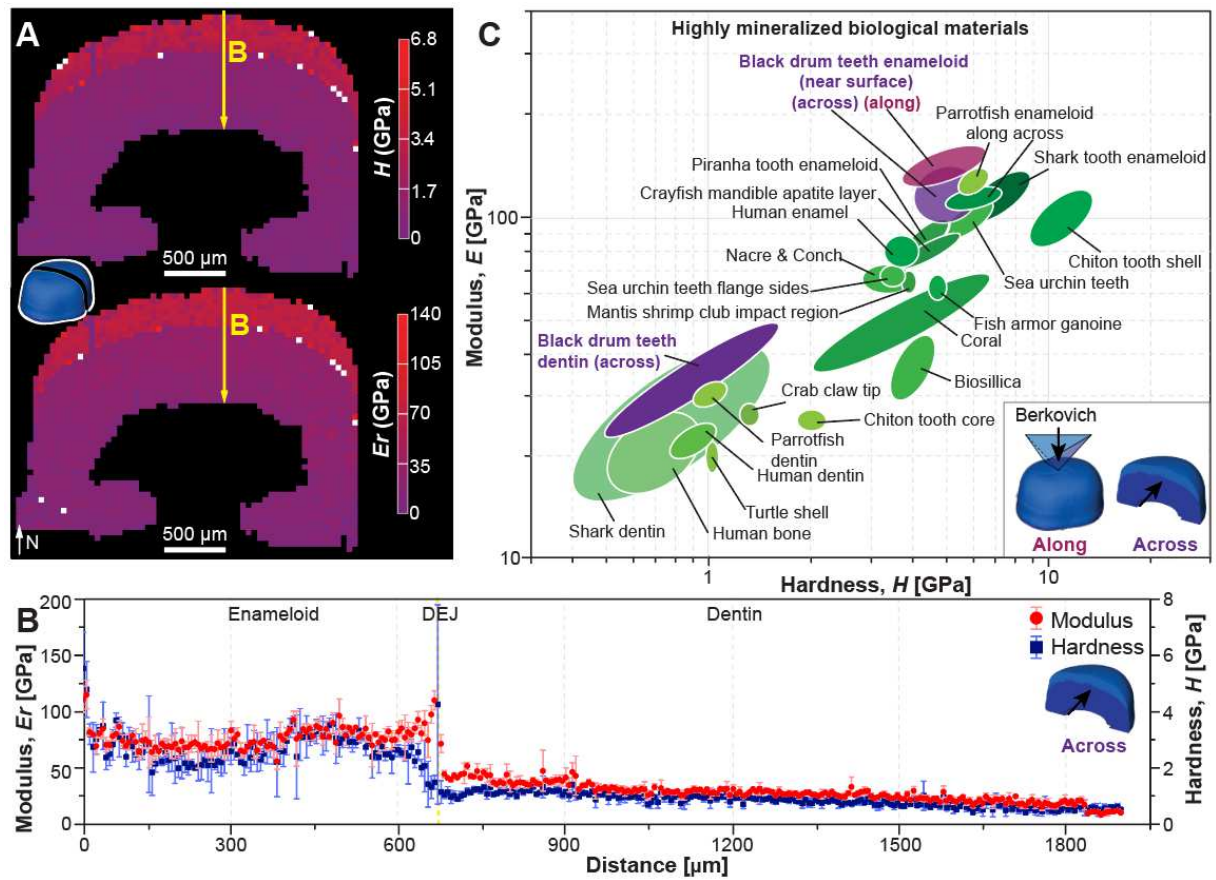 A
B
6.8
5.1
3.4
1.7
0
H (GPa)
500 µm
B
140
105
70
35
0
Er (GPa)
N
500 µm
C
Highly mineralized biological materials
Black drum teeth enameloid
(near surface)
(across) (along)
Parrotfish enameloid
along across
Piranha tooth enameloid
Shark tooth enameloid
Crayfish mandible apatite layer
Human enamel
Nacre & Conch
Chiton tooth shell
Sea urchin teeth flange sides
Sea urchin teeth
Mantis shrimp club impact region
Fish armor ganoine
Coral
Black drum teeth
dentin (across)
Biosillica
Crab claw tip
Chiton tooth core
Parrotfish
dentin
Human dentin
Turtle shell
Shark dentin
Human bone
Berkovich
Along
Across
100
10
Modulus, E [GPa]
1
10
Hardness, H [GPa]
B
Enameloid
DEJ
Dentin
Modulus
Hardness
Across
200
150
100
50
0
Modulus, Er [GPa]
8
6
4
2
0
Hardness, H [GPa]
0
300
600
900
1200
1500
1800
Distance [µm]